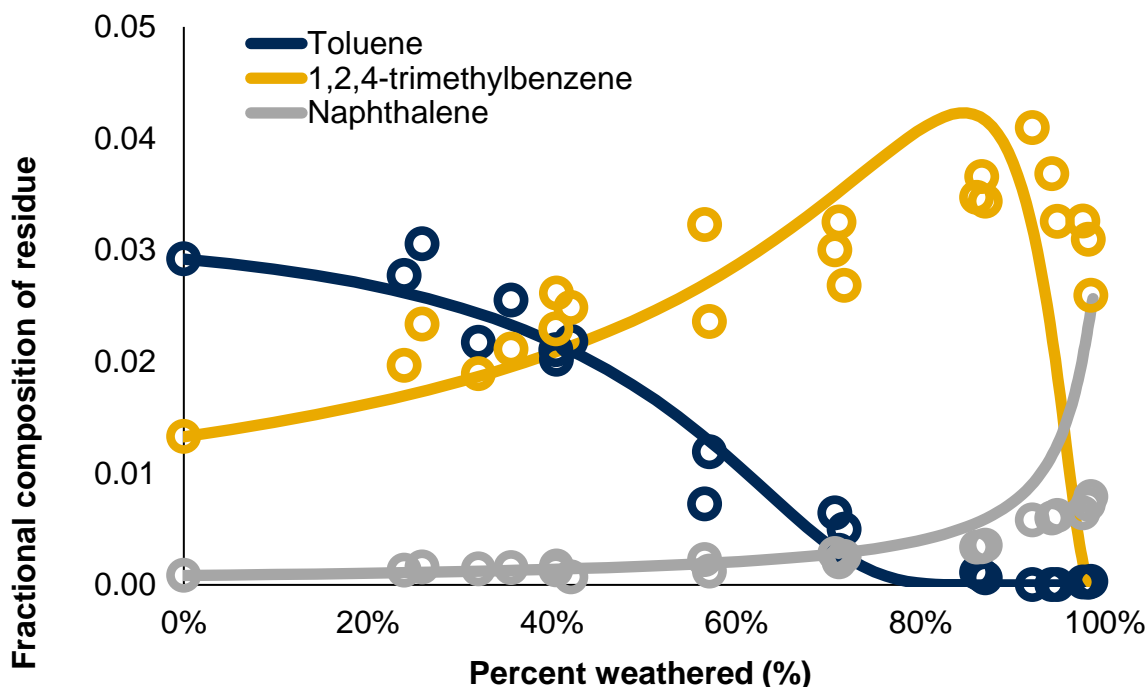 Fractional composition of residue
0.05
0.04
0.03
0.02
0.01
0.00
Toluene
1,2,4-trimethylbenzene
Naphthalene
0%
20%
40%
60%
80%
100%
Percent weathered (%)